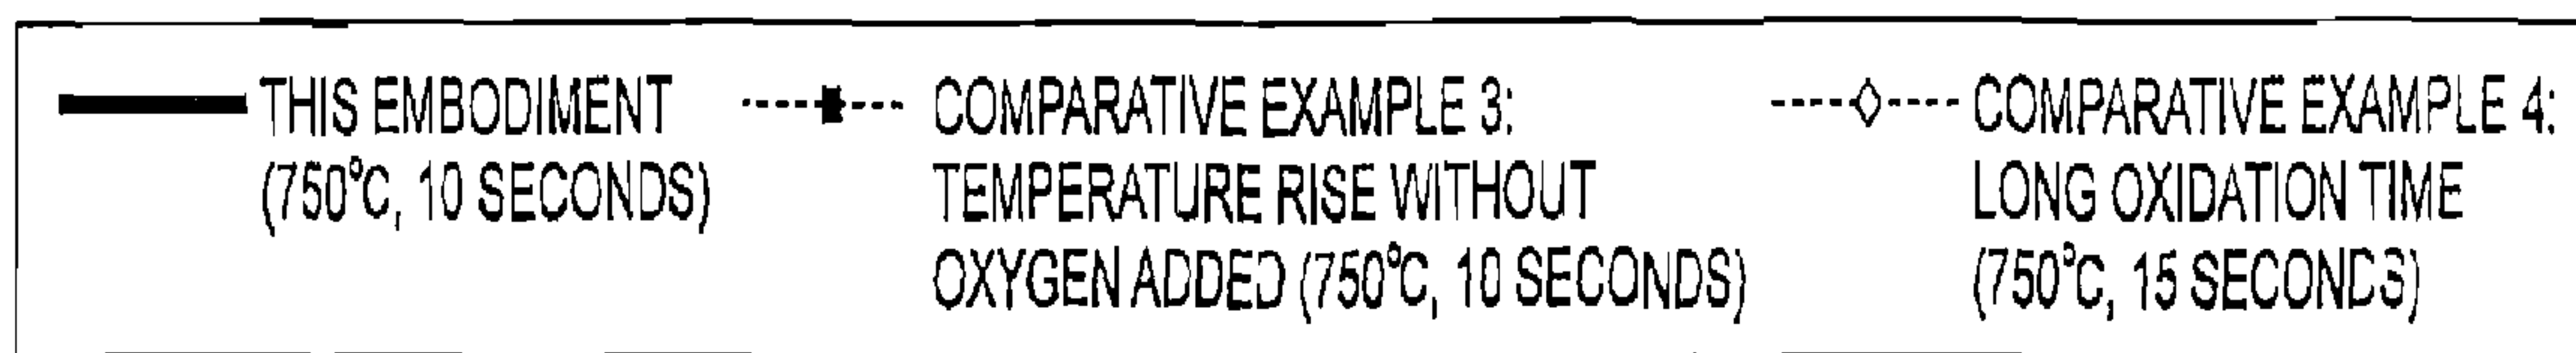 THIS EMBODIMENT
(750°C, 10 SECONDS)
COMPARATIVE EXAMPLE 3:
TEMPERATURE RISE WITHOUT
OXYGEN ADDED (750°C, 10 SECONDS)
COMPARATIVE EXAMPLE 4:
LONG OXIDATION TIME
(750°C, 15 SECONDS)